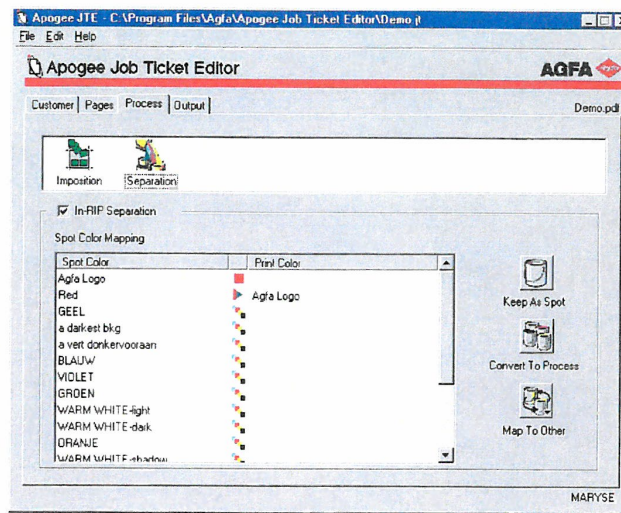 Apogee JTE - C:\Program Files\Agfa\Apogee Job Ticket Editor\Demo.jt
File Edit Help
Apogee Job Ticket Editor
AGFA
Customer Pages Process Output
Demo.pdf
Imposition Separation
In-RIP Separation
Spot Color Mapping
Spot Color Print Color
Agfa Logo
Red Agfa Logo
GEEL
a darkest bkg
a vert donkervooraan
BLAUW
VIOLET
GROEN
WARM WHITE-light
WARM WHITE-dark
ORANJE
WARM WHITE-shadow
Keep As Spot
Convert To Process
Map To Other
MARYSE